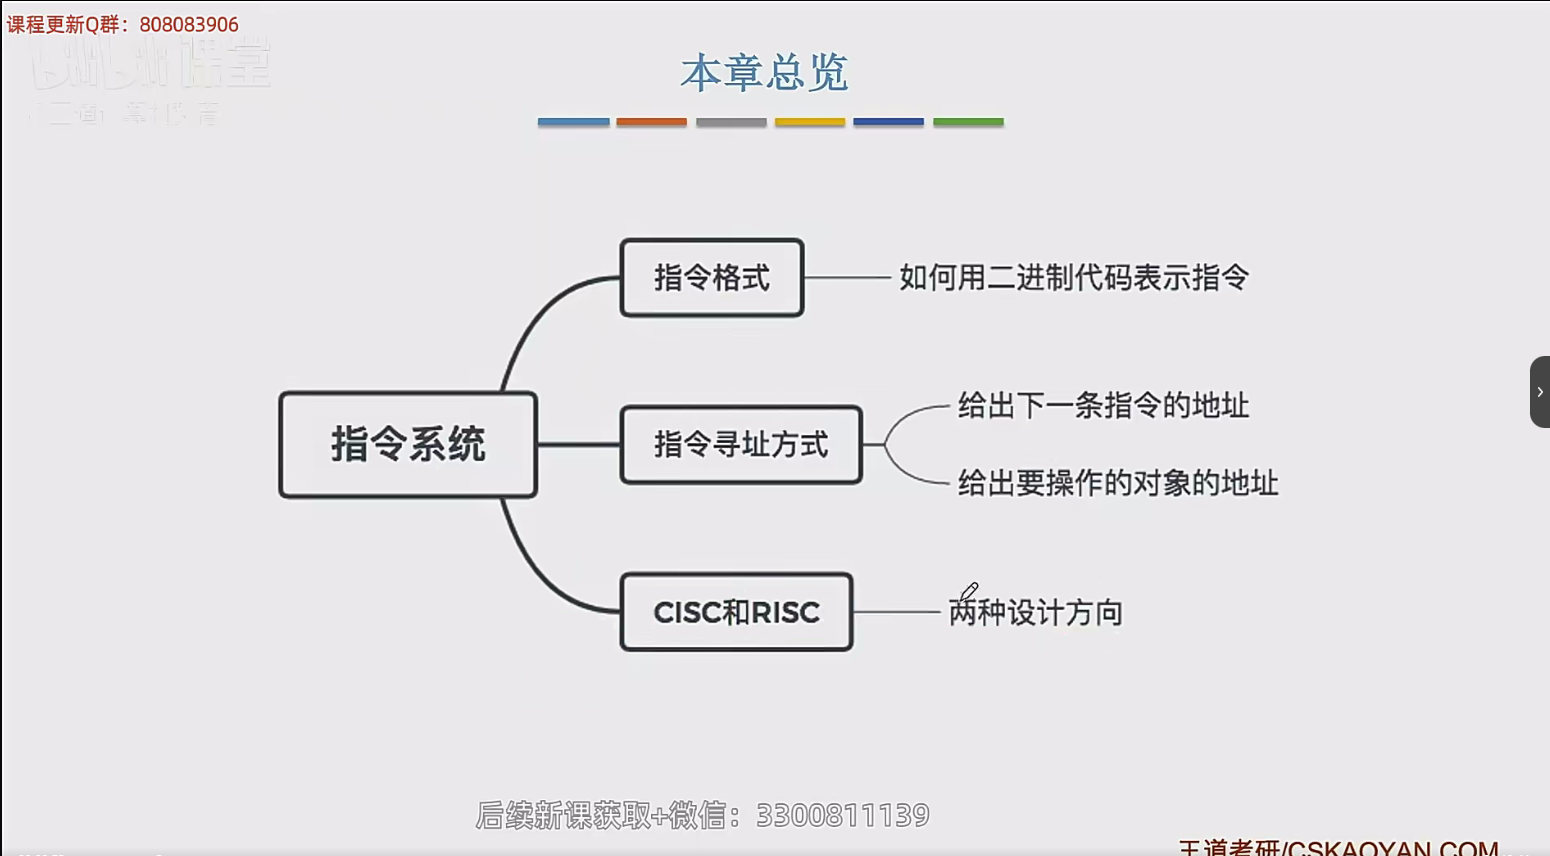 课程更新Q群：808083906
课堂
本章总览
指令格式
如何用二进制代码表示指令
指令系统
指令寻址方式
给出下一条指令的地址
给出要操作的对象的地址
CISC和RISC
两种设计方向
后续新课获取+微信：3300811139
王道考研/CSKAOYAN.COM